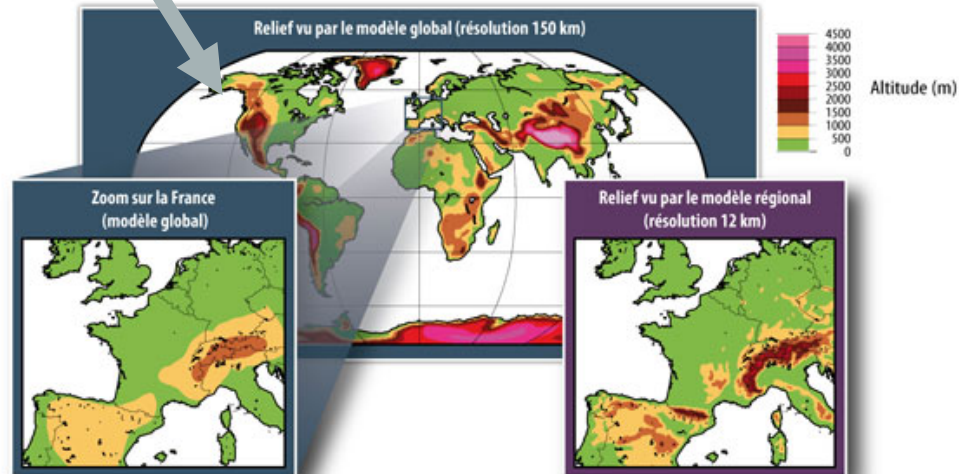 Relief vu par le modèle global (résolution 150 km)
4500
4000
3500
3000
2500
2000
1500
1000
500
0
Altitude (m)
Zoom sur la France
(modèle global)
Relief vu par le modèle régional
(résolution 12 km)